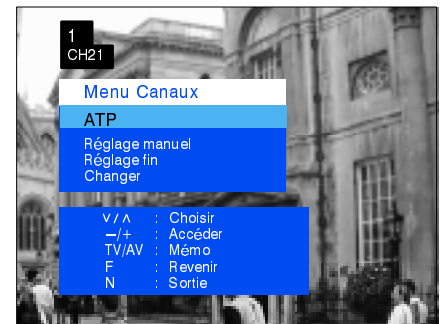 1
CH21
Menu Canaux
ATP
Réglage manuel
Réglage fin
Changer
∨/∧ : Choisir
−/+ : Accéder
TV/AV : Mémo
F : Revenir
N : Sortie